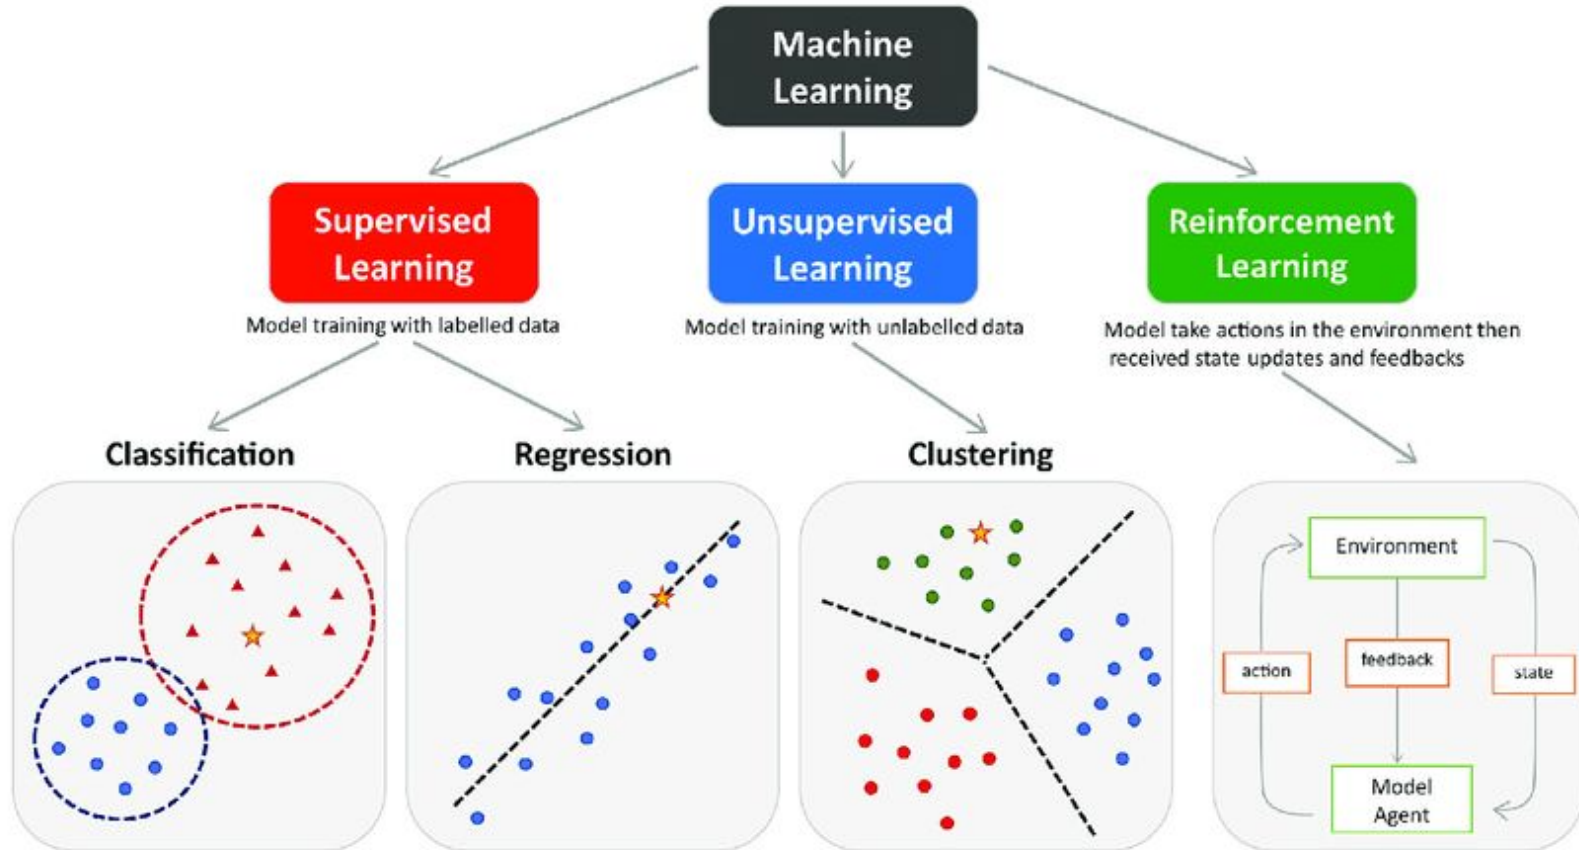 Machine
Learning
Supervised
Learning
Unsupervised
Learning
Reinforcement
Learning
Model training with labelled data
Model training with unlabelled data
Model take actions in the environment then
received state updates and feedbacks
Classification
Regression
Clustering
Environment
action
feedback
state
Model
Agent